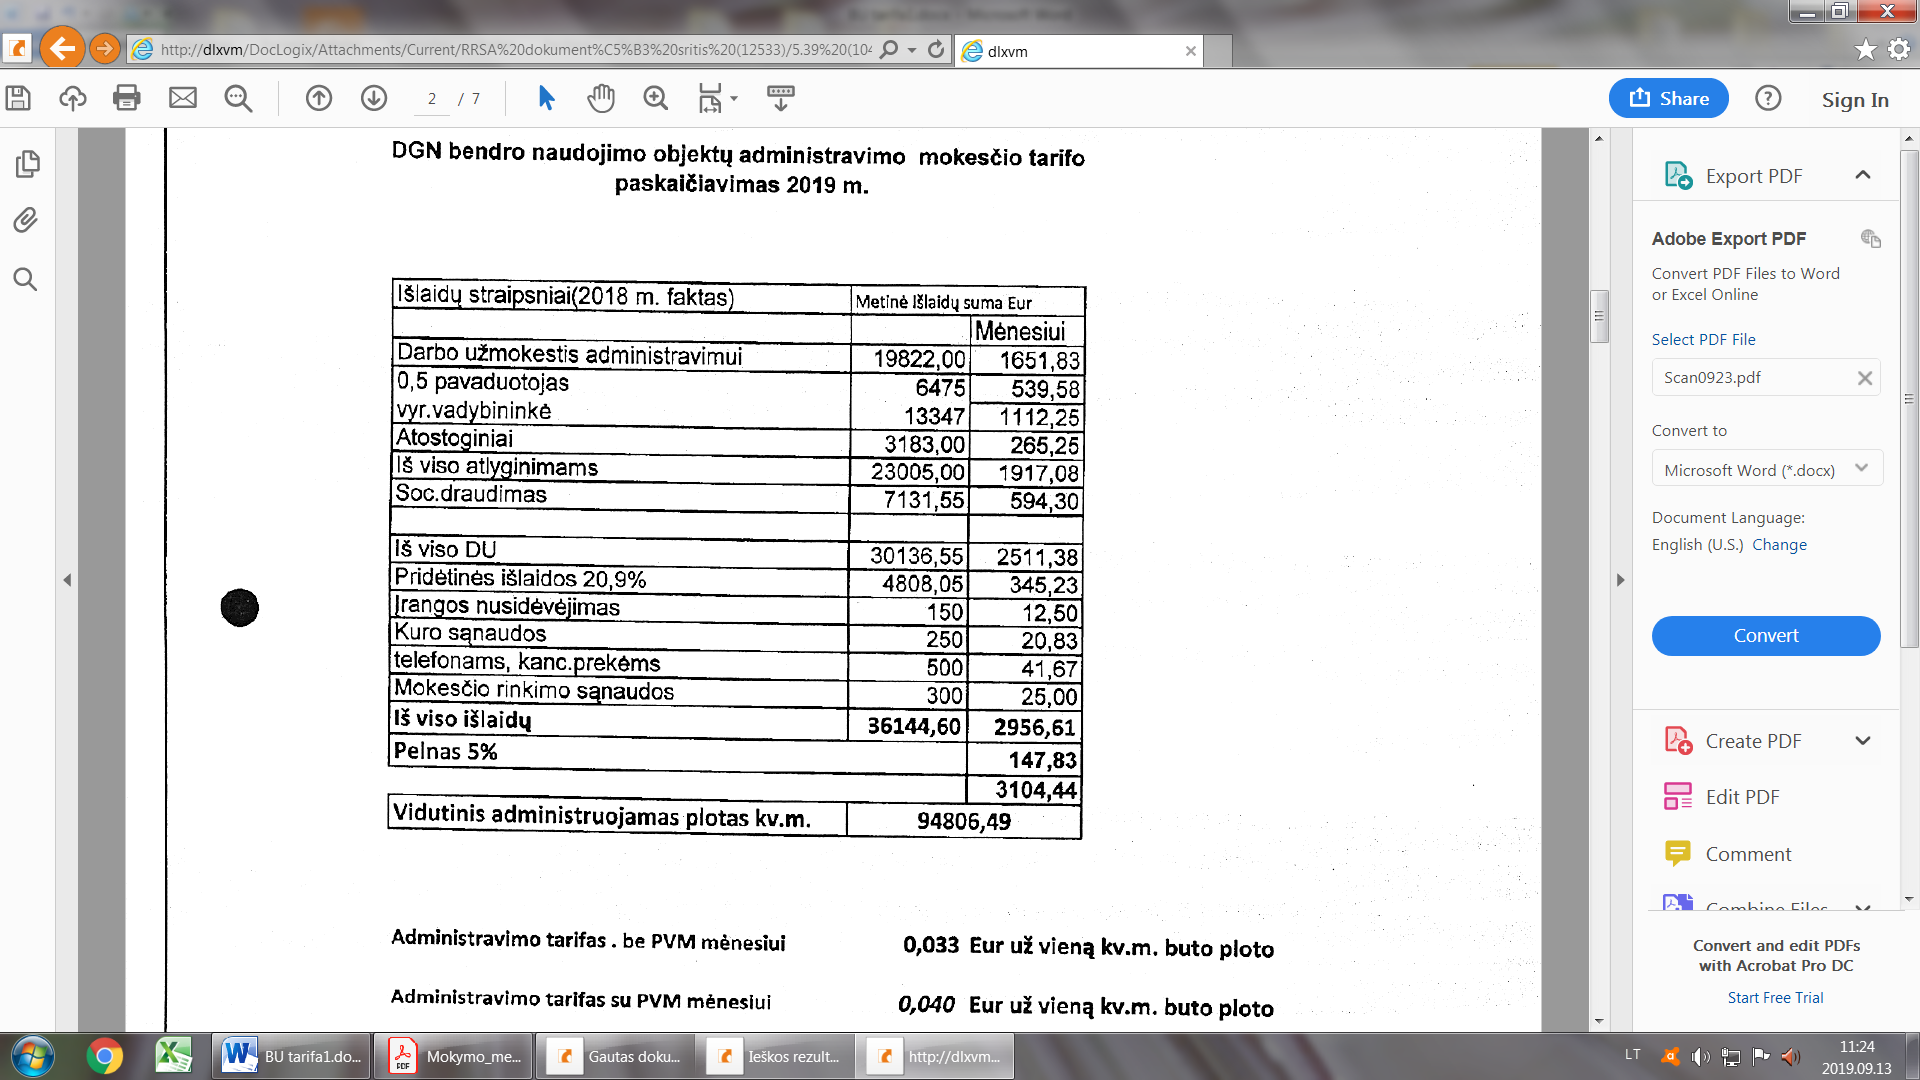 BU tarifa1.docx - Microsoft Word
http://dlxvm/DocLogix/Attachments/Current/RRSA%20dokument%C5%B3%20sritis%20(12533)/5.39%20(104
dlxvm
2 / 7
Share
Sign In
DGN bendro naudojimo objektų administravimo mokesčio tarifo
paskaičiavimas 2019 m.
Išlaidų straipsniai(2018 m. faktas) Metinė Išlaidų suma Eur
Mėnesiui
Darbo užmokestis administravimui 19822,00 1651,83
0,5 pavaduotojas 6475 539,58
vyr.vadybininkė 13347 1112,25
Atostoginiai 3183,00 265,25
Iš viso atlyginimams 23005,00 1917,08
Soc.draudimas 7131,55 594,30
Iš viso DU 30136,55 2511,38
Pridėtinės išlaidos 20,9% 4808,05 345,23
Įrangos nusidėvėjimas 150 12,50
Kuro sąnaudos 250 20,83
telefonams, kanc.prekėms 500 41,67
Mokesčio rinkimo sąnaudos 300 25,00
Iš viso išlaidų 36144,60 2956,61
Pelnas 5% 147,83
3104,44
Vidutinis administruojamas plotas kv.m. 94806,49
Administravimo tarifas . be PVM mėnesiui 0,033 Eur už vieną kv.m. buto ploto
Administravimo tarifas su PVM mėnesiui 0,040 Eur už vieną kv.m. buto ploto
Export PDF
Adobe Export PDF
Convert PDF Files to Word
or Excel Online
Select PDF File
Scan0923.pdf
Convert to
Microsoft Word (*.docx)
Document Language:
English (U.S.) Change
Convert
Create PDF
Edit PDF
Comment
Combine Files
Convert and edit PDFs
with Acrobat Pro DC
Start Free Trial
BU tarifa1.do...
Mokymo_me...
Gautas doku...
Ieškos rezult...
http://dlxvm...
LT
11:24
2019.09.13